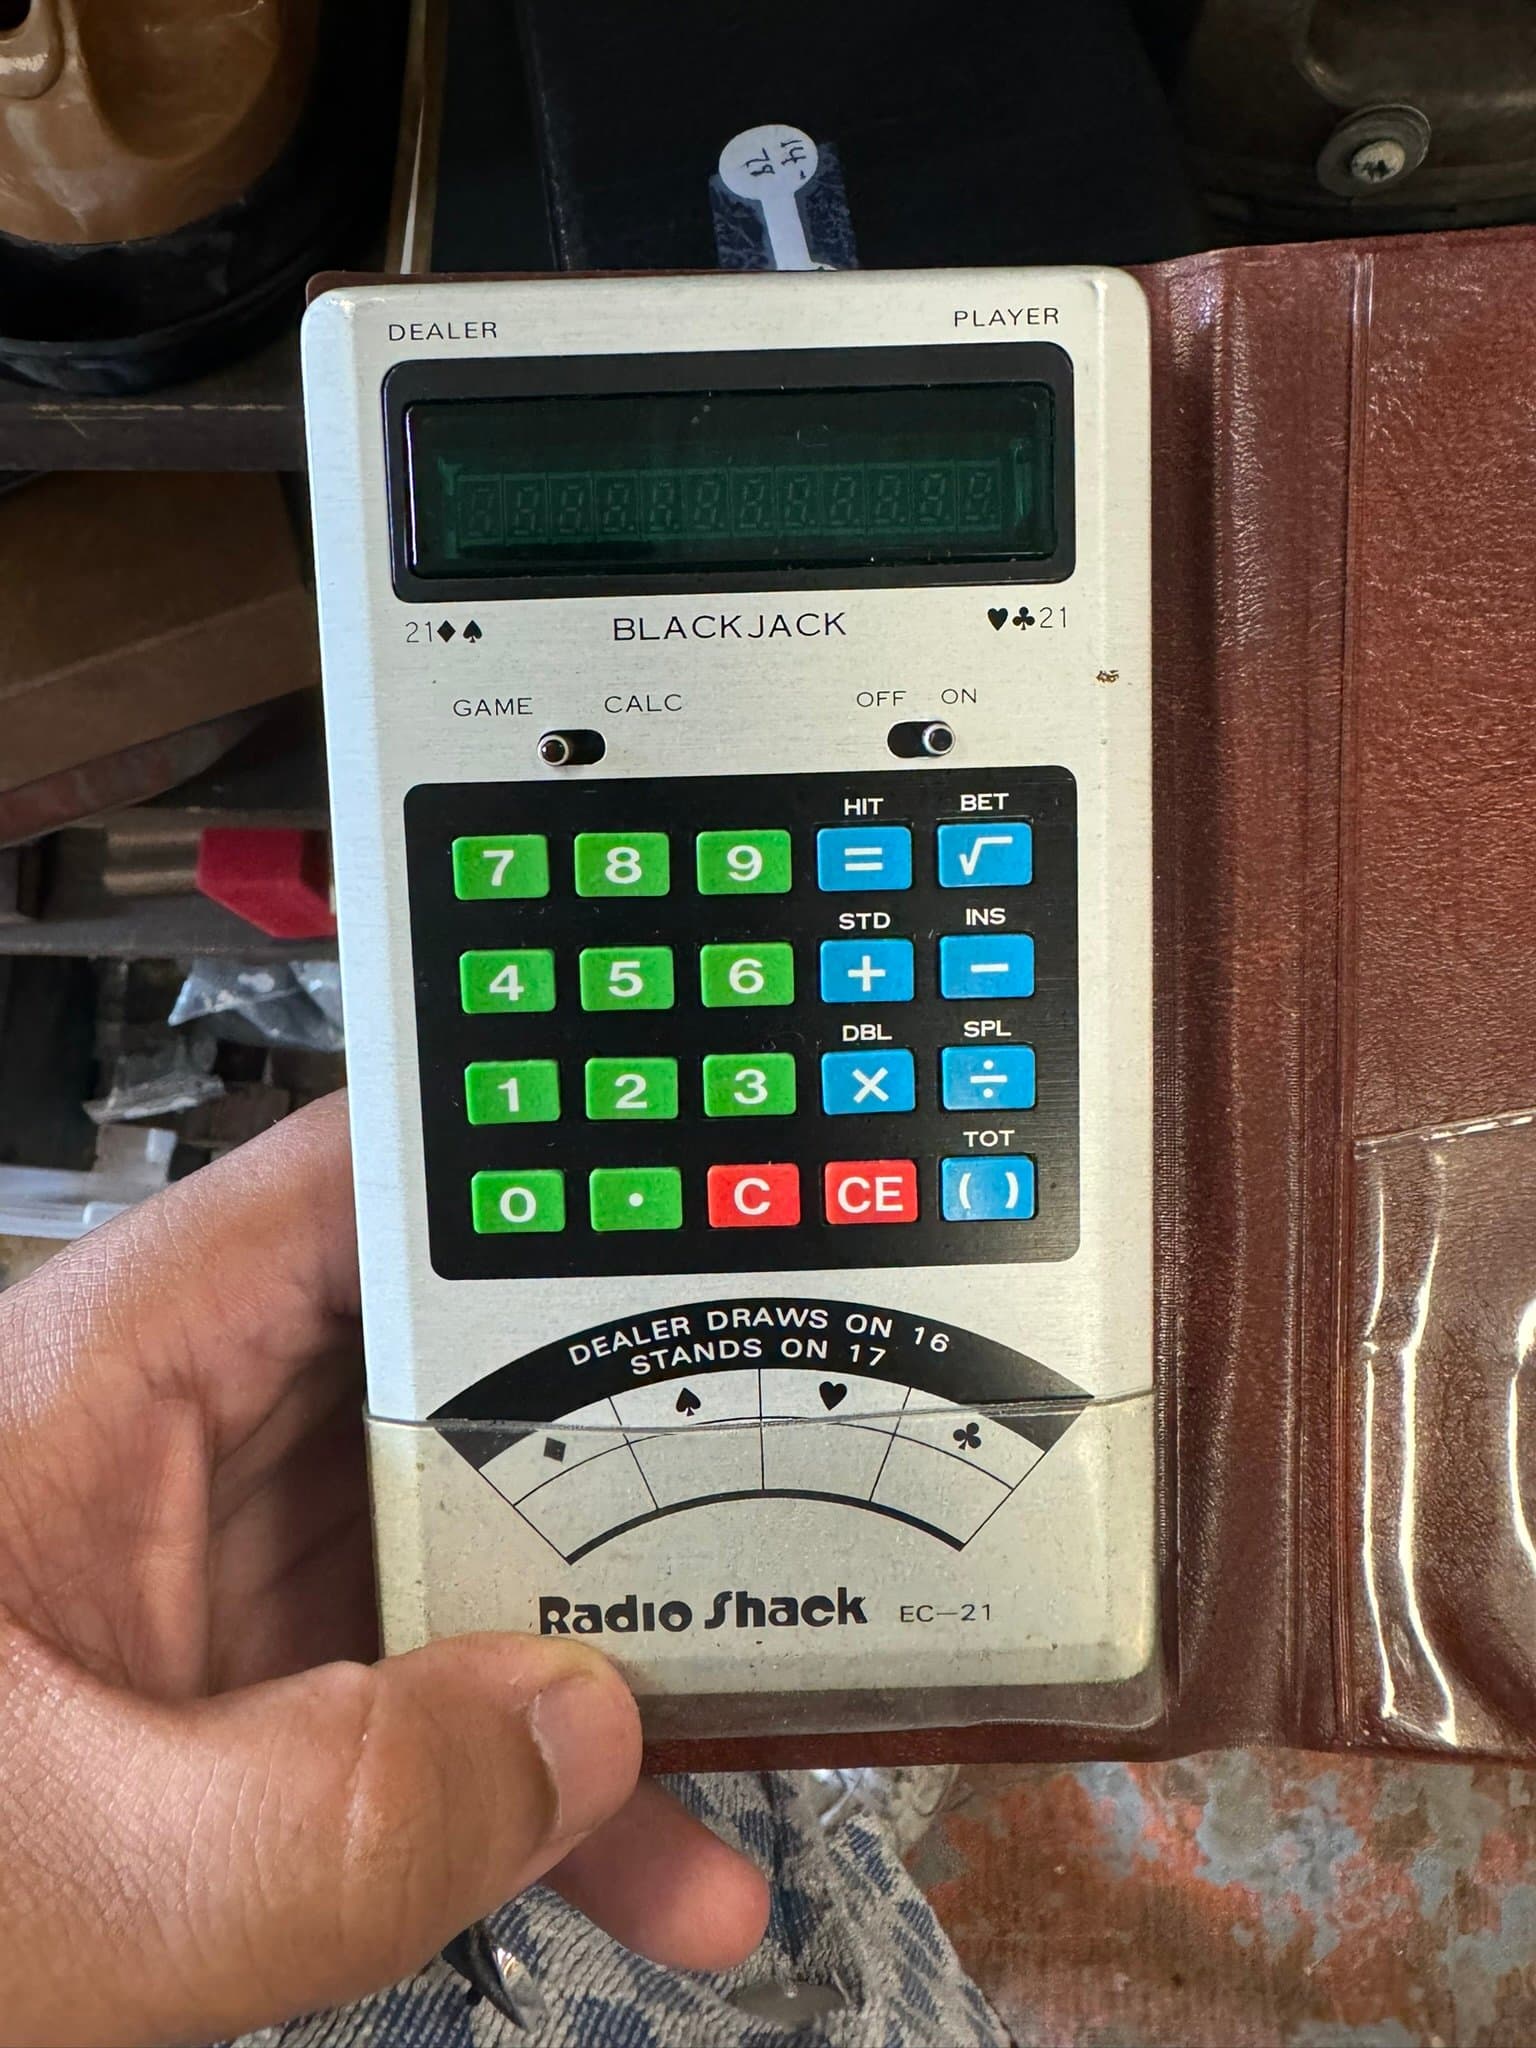 DEALER PLAYER
21♦♠ BLACKJACK ♥♣21
GAME CALC OFF ON
HIT BET
7 8 9 = √
STD INS
4 5 6 + −
DBL SPL
1 2 3 × ÷
TOT
0 . C CE ( )
DEALER DRAWS ON 16
STANDS ON 17
♦ ♠ ♥ ♣
Radio Shack EC–21